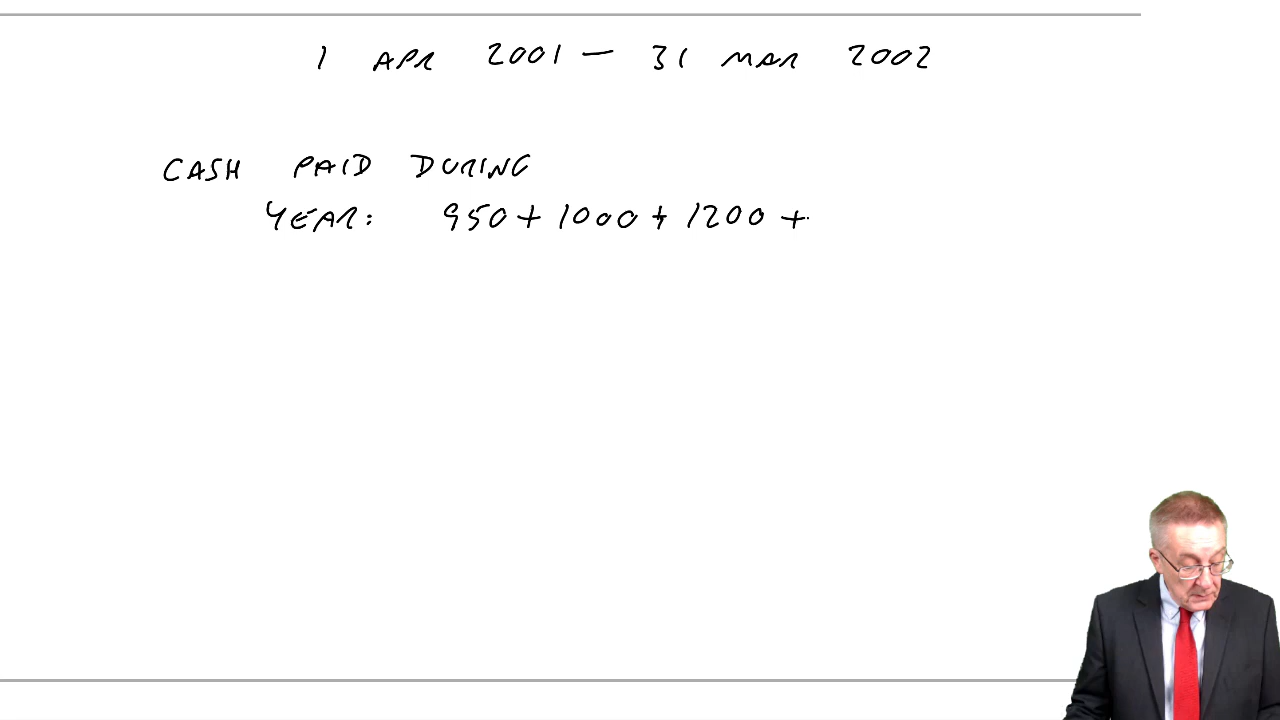 1 APR 2001 - 31 MAR 2002
CASH PAID DURING
YEAR: 950 + 1000 + 1200 +